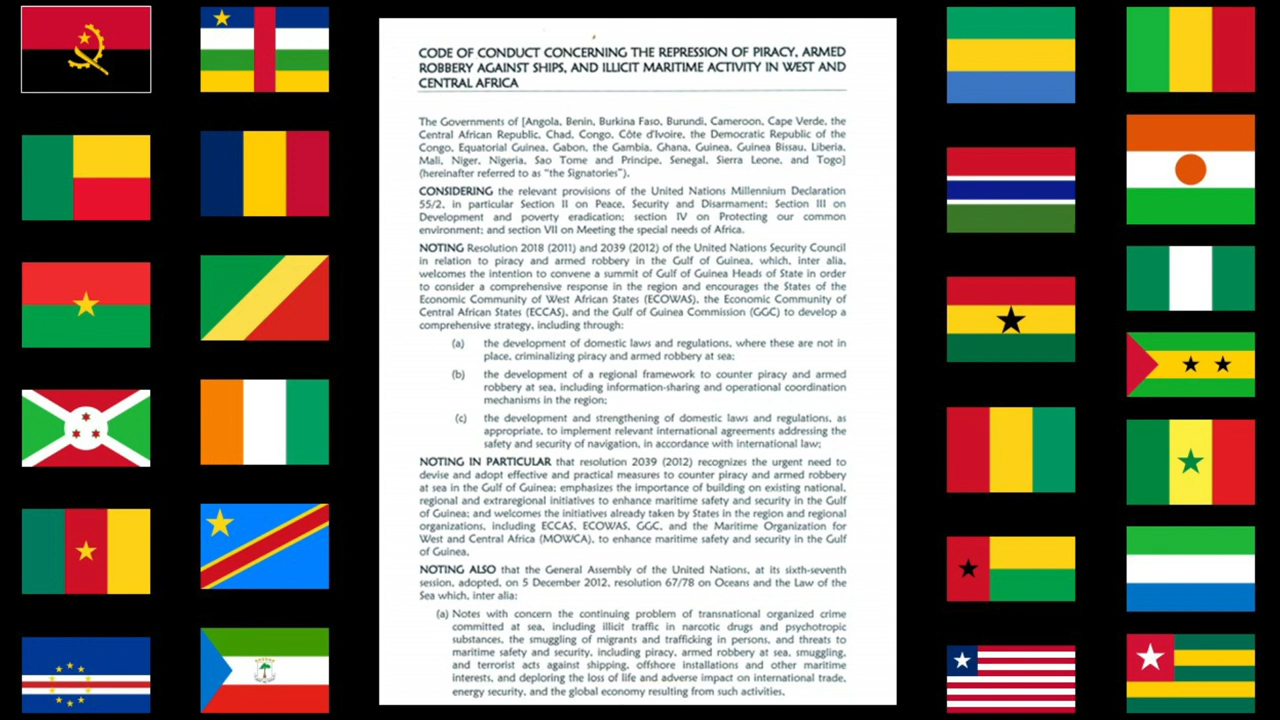 CODE OF CONDUCT CONCERNING THE REPRESSION OF PIRACY, ARMED
ROBBERY AGAINST SHIPS, AND ILLICIT MARITIME ACTIVITY IN WEST AND
CENTRAL AFRICA
The Governments of [Angola, Benin, Burkina Faso, Burundi, Cameroon, Cape Verde, the
Central African Republic, Chad, Congo, Côte d'Ivoire, the Democratic Republic of the
Congo, Equatorial Guinea, Gabon, the Gambia, Ghana, Guinea, Guinea Bissau, Liberia,
Mali, Niger, Nigeria, Sao Tome and Principe, Senegal, Sierra Leone, and Togo]
(hereinafter referred to as "the Signatories"),
CONSIDERING the relevant provisions of the United Nations Millennium Declaration
55/2, in particular Section II on Peace, Security and Disarmament; Section III on
Development and poverty eradication; section IV on Protecting our common
environment; and section VII on Meeting the special needs of Africa.
NOTING Resolution 2018 (2011) and 2039 (2012) of the United Nations Security Council
in relation to piracy and armed robbery in the Gulf of Guinea, which, inter alia,
welcomes the intention to convene a summit of Gulf of Guinea Heads of State in order
to consider a comprehensive response in the region and encourages the States of the
Economic Community of West African States (ECOWAS), the Economic Community of
Central African States (ECCAS), and the Gulf of Guinea Commission (GGC) to develop a
comprehensive strategy, including through:
(a) the development of domestic laws and regulations, where these are not in
place, criminalizing piracy and armed robbery at sea;
(b) the development of a regional framework to counter piracy and armed
robbery at sea, including information-sharing and operational coordination
mechanisms in the region;
(c) the development and strengthening of domestic laws and regulations, as
appropriate, to implement relevant international agreements addressing the
safety and security of navigation, in accordance with international law;
NOTING IN PARTICULAR that resolution 2039 (2012) recognizes the urgent need to
devise and adopt effective and practical measures to counter piracy and armed robbery
at sea in the Gulf of Guinea; emphasizes the importance of building on existing national,
regional and extraregional initiatives to enhance maritime safety and security in the Gulf
of Guinea; and welcomes the initiatives already taken by States in the region and regional
organizations, including ECCAS, ECOWAS, GGC, and the Maritime Organization for
West and Central Africa (MOWCA), to enhance maritime safety and security in the Gulf
of Guinea,
NOTING ALSO that the General Assembly of the United Nations, at its sixth-seventh
session, adopted, on 5 December 2012, resolution 67/78 on Oceans and the Law of the
Sea which, inter alia:
(a) Notes with concern the continuing problem of transnational organized crime
committed at sea, including illicit traffic in narcotic drugs and psychotropic
substances, the smuggling of migrants and trafficking in persons, and threats to
maritime safety and security, including piracy, armed robbery at sea, smuggling,
and terrorist acts against shipping, offshore installations and other maritime
interests, and deploring the loss of life and adverse impact on international trade,
energy security, and the global economy resulting from such activities,